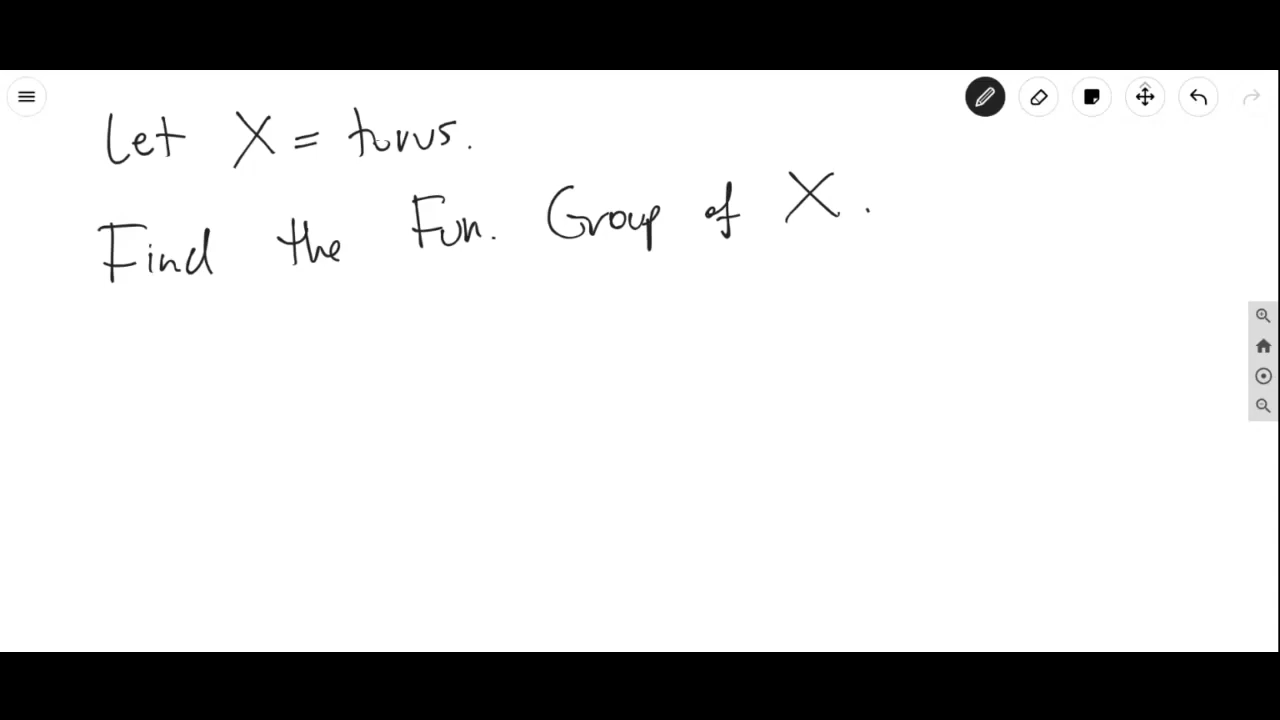 Let X = torus.
Find the Fun. Group of X.